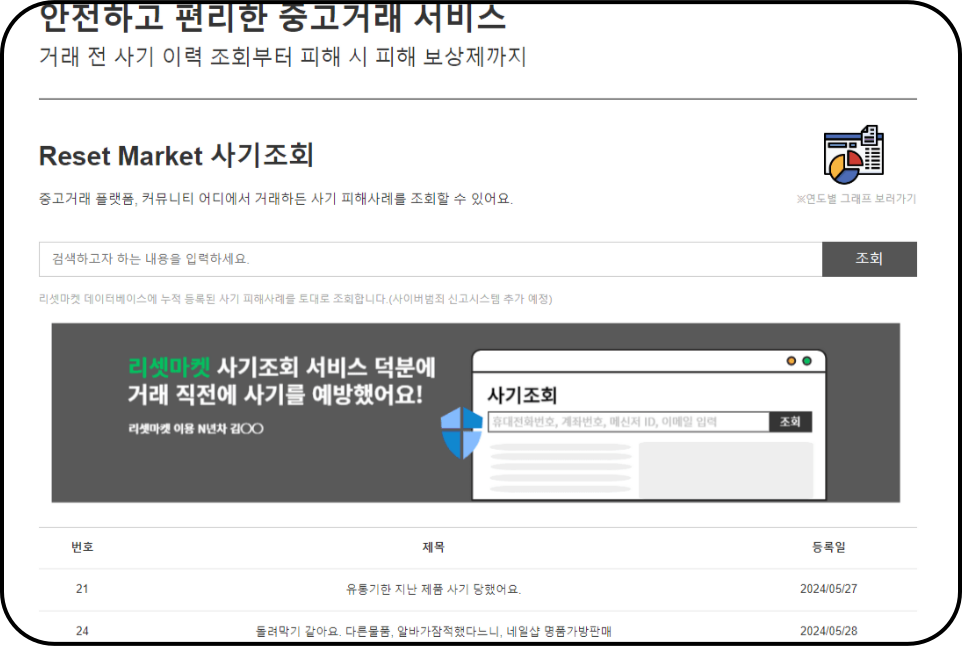 안전하고 편리한 중고거래 서비스
거래 전 사기 이력 조회부터 피해 시 피해 보상제까지
Reset Market 사기조회
중고거래 플랫폼, 커뮤니티 어디에서 거래하든 사기 피해사례를 조회할 수 있어요.
※연도별 그래프 보러가기
검색하고자 하는 내용을 입력하세요.
조회
리셋마켓 데이터베이스에 누적 등록된 사기 피해사례를 토대로 조회합니다.(사이버범죄 신고시스템 추가 예정)
리셋마켓 사기조회 서비스 덕분에
거래 직전에 사기를 예방했어요!
리셋마켓 이용 N년차 김○○
사기조회
휴대전화번호, 계좌번호, 메신저 ID, 이메일 입력
조회
번호 제목 등록일
21 유통기한 지난 제품 사기 당했어요. 2024/05/27
24 돌려막기 같아요. 다른물품, 알바가잠적했다느니, 네일샵 명품가방판매 2024/05/28